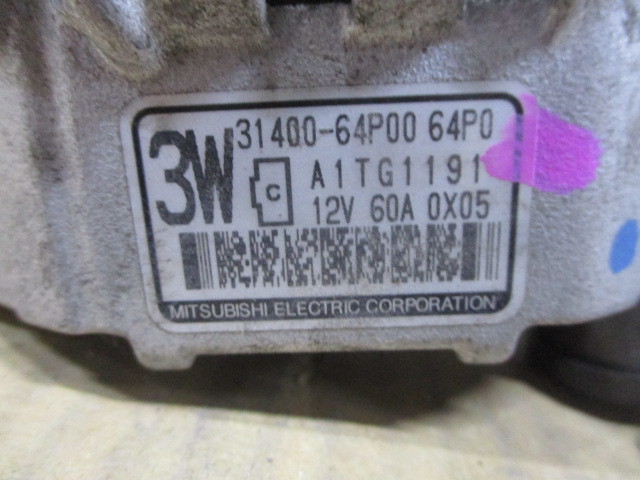 3W 31400-64P00 64P0
C A1TG1191
12V 60A 0X05
MITSUBISHI ELECTRIC CORPORATION